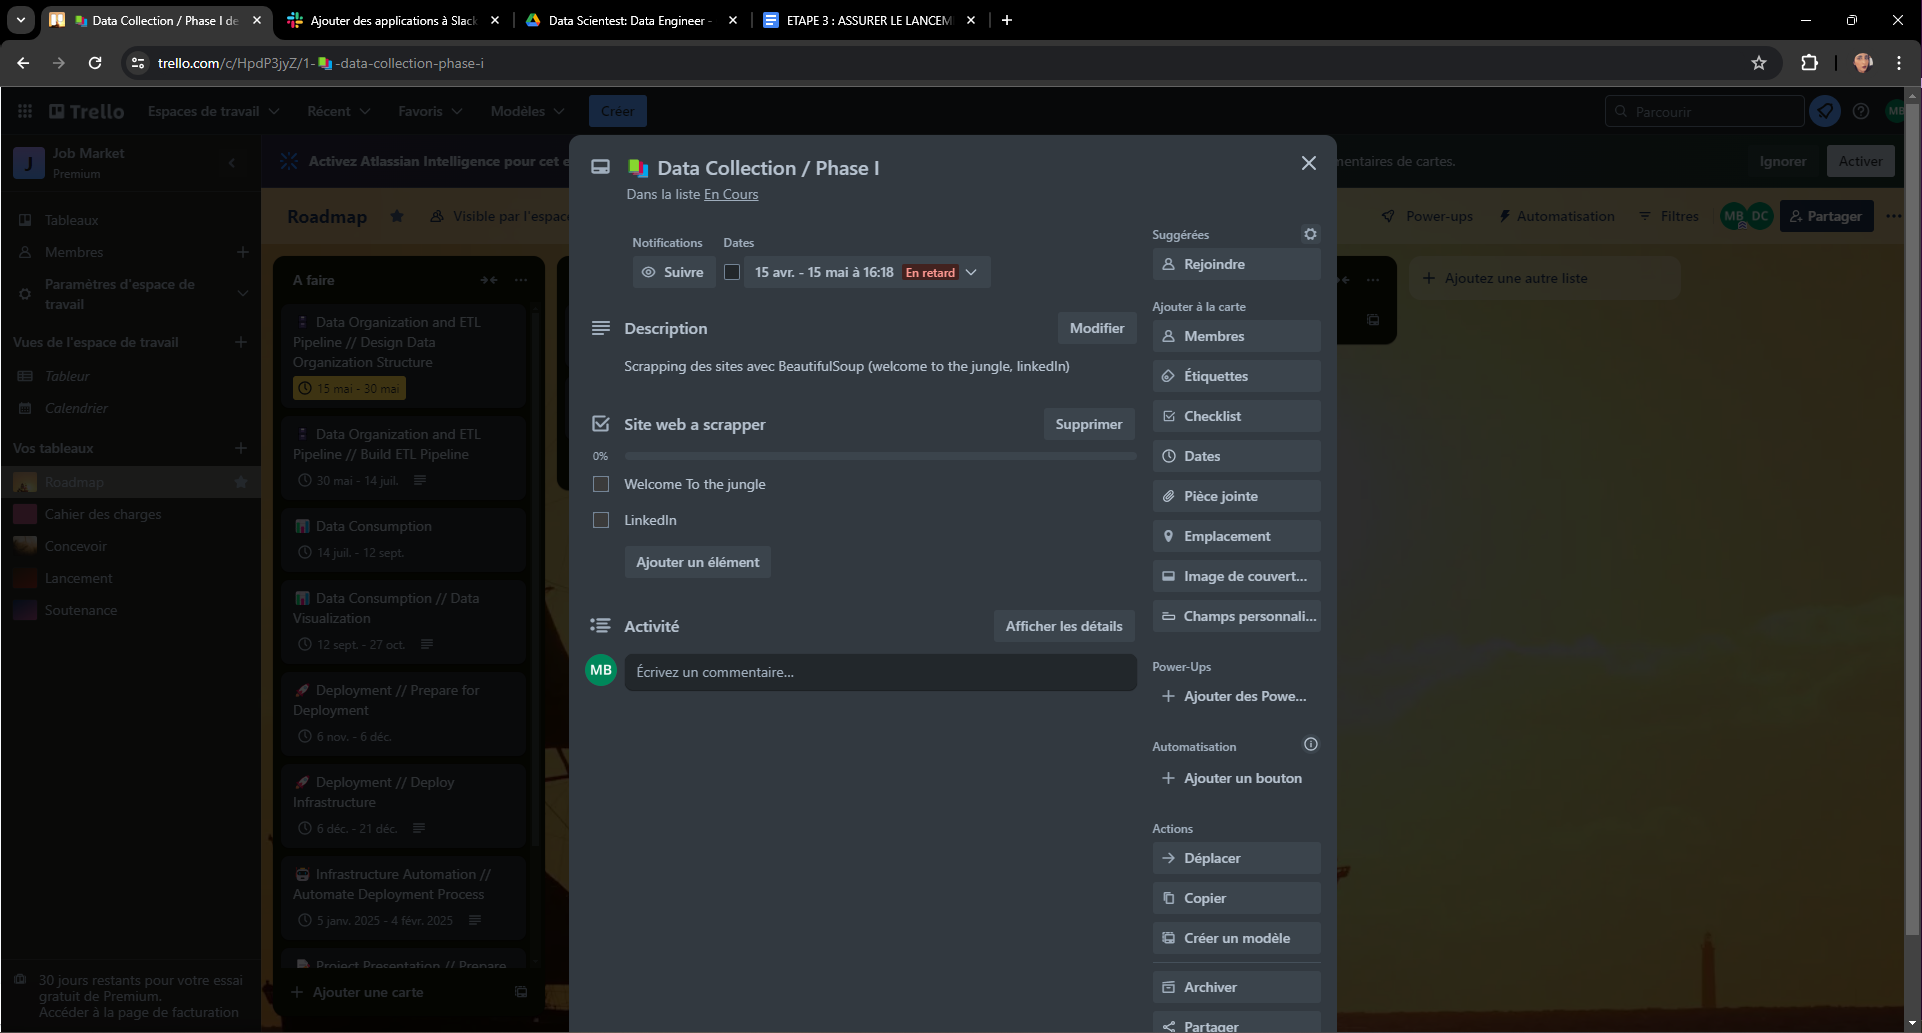 Data Collection / Phase I de
Ajouter des applications à Slack
Data Scientest: Data Engineer -
ETAPE 3 : ASSURER LE LANCEM
trello.com/c/HpdP3jyZ/1-
-data-collection-phase-i
Trello
Espaces de travail
Récent
Favoris
Modèles
Créer
Parcourir
MB
J
Job Market
Premium
Activez Atlassian Intelligence pour cet e
mentaires de cartes.
Ignorer
Activer
Tableaux
Membres
Paramètres d'espace de
travail
Vues de l'espace de travail
Tableur
Calendrier
Vos tableaux
Roadmap
Cahier des charges
Concevoir
Lancement
Soutenance
30 jours restants pour votre essai
gratuit de Premium.
Accéder à la page de facturation
Roadmap
Visible par l'espace
Power-ups
Automatisation
Filtres
MB
DC
Partager
A faire
Data Organization and ETL
Pipeline // Design Data
Organization Structure
15 mai - 30 mai
Data Organization and ETL
Pipeline // Build ETL Pipeline
30 mai - 14 juil.
Data Consumption
14 juil. - 12 sept.
Data Consumption // Data
Visualization
12 sept. - 27 oct.
Deployment // Prepare for
Deployment
6 nov. - 6 déc.
Deployment // Deploy
Infrastructure
6 déc. - 21 déc.
Infrastructure Automation //
Automate Deployment Process
5 janv. 2025 - 4 févr. 2025
Project Presentation // Prepare
Ajouter une carte
Ajoutez une autre liste
Data Collection / Phase I
Dans la liste En Cours
Notifications
Dates
Suivre
15 avr. - 15 mai à 16:18
En retard
Description
Modifier
Scrapping des sites avec BeautifulSoup (welcome to the jungle, linkedIn)
Site web a scrapper
Supprimer
0%
Welcome To the jungle
LinkedIn
Ajouter un élément
Activité
Afficher les détails
MB
Écrivez un commentaire…
Suggérées
Rejoindre
Ajouter à la carte
Membres
Étiquettes
Checklist
Dates
Pièce jointe
Emplacement
Image de couvert...
Champs personnali...
Power-Ups
Ajouter des Powe...
Automatisation
Ajouter un bouton
Actions
Déplacer
Copier
Créer un modèle
Archiver
Partager